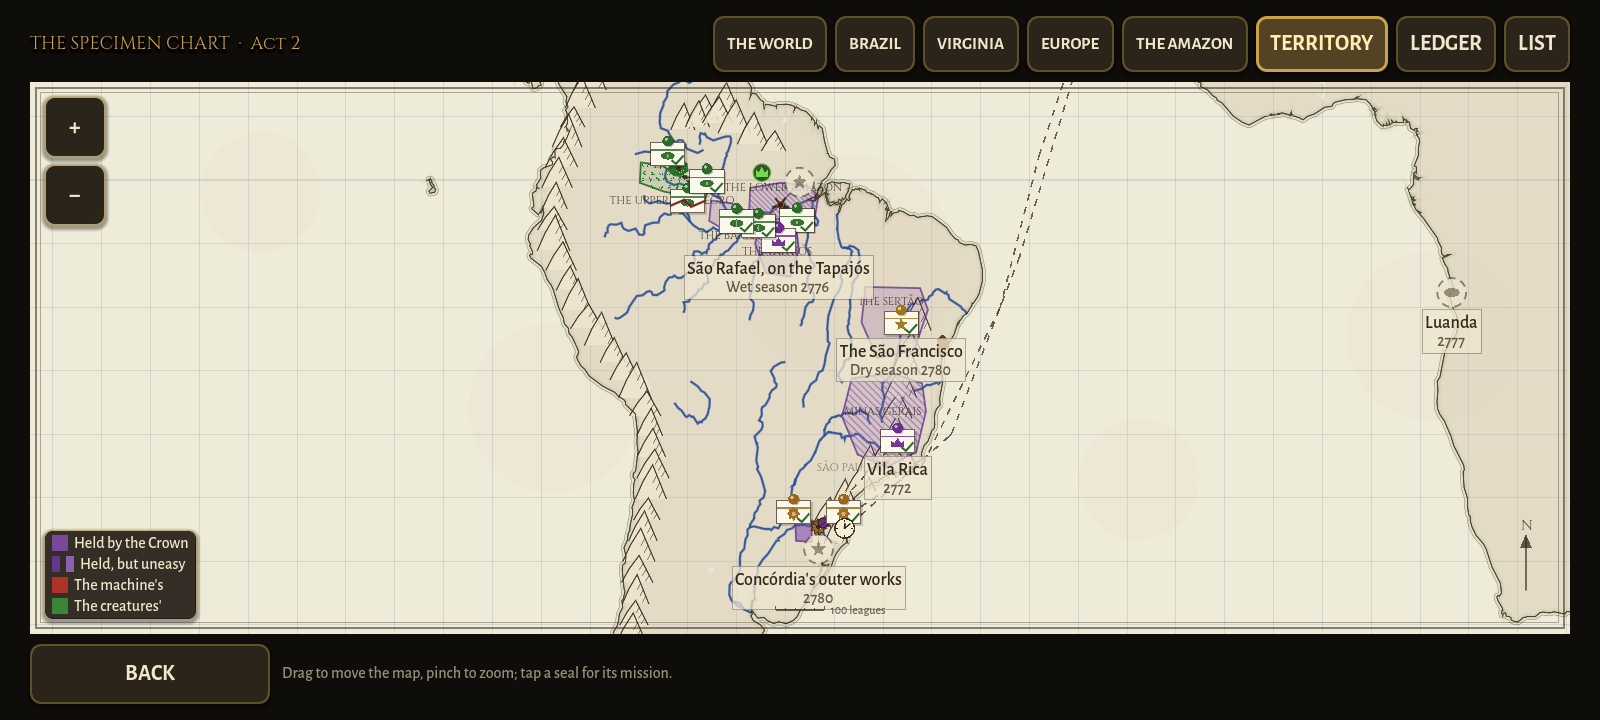 THE SPECIMEN CHART · ACT 2
THE WORLD
BRAZIL
VIRGINIA
EUROPE
THE AMAZON
TERRITORY
LEDGER
LIST
+
−
THE LOWER
THE UPPER
São Rafael, on the Tapajós
Wet season 2776
THE SERTÃO
The São Francisco
Dry season 2780
Luanda
2777
MINAS GERAIS
Vila Rica
2772
Concórdia's outer works
2780
100 leagues
N
Held by the Crown
Held, but uneasy
The machine's
The creatures'
BACK
Drag to move the map, pinch to zoom; tap a seal for its mission.